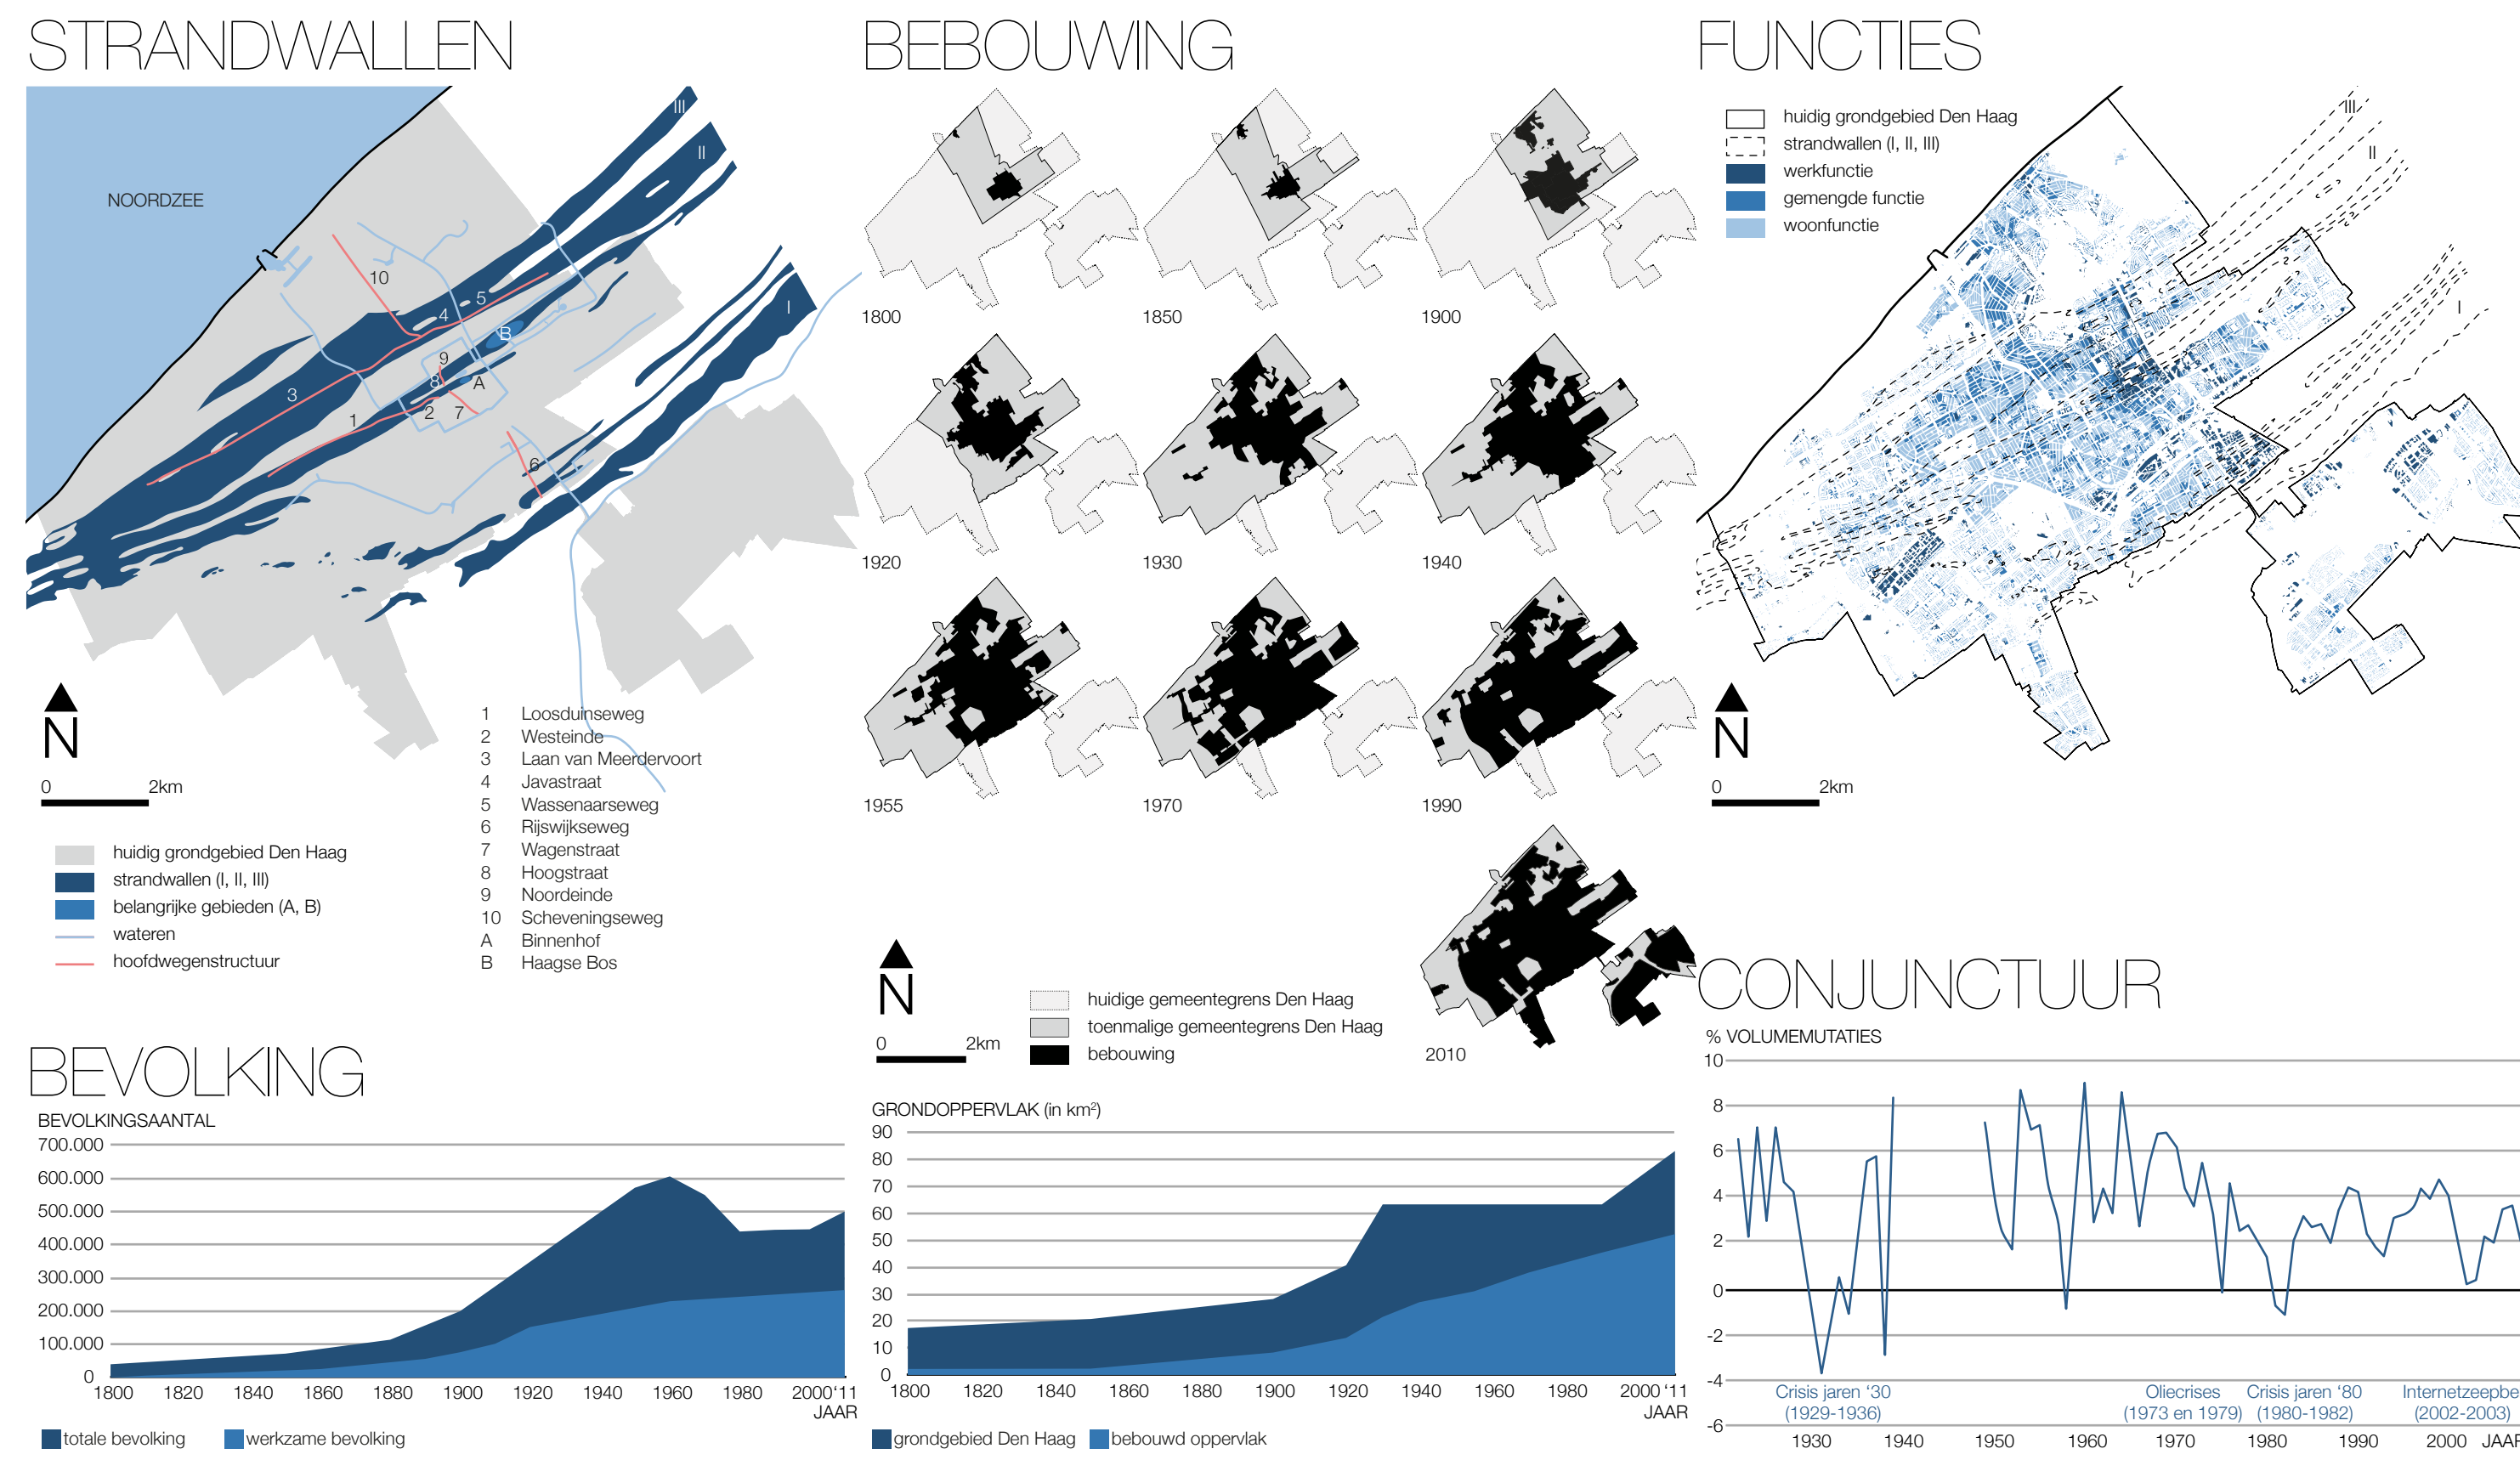 STRANDWALLEN
NOORDZEE
III
II
I
10
5
4
B
9
8
A
3
1
2
7
6
N
0 2km
huidig grondgebied Den Haag
strandwallen (I, II, III)
belangrijke gebieden (A, B)
wateren
hoofdwegenstructuur
1 Loosduinseweg
2 Westeinde
3 Laan van Meerdervoort
4 Javastraat
5 Wassenaarseweg
6 Rijswijkseweg
7 Wagenstraat
8 Hoogstraat
9 Noordeinde
10 Scheveningseweg
A Binnenhof
B Haagse Bos
BEBOUWING
1800
1850
1900
1920
1930
1940
1955
1970
1990
2010
N
0 2km
huidige gemeentegrens Den Haag
toenmalige gemeentegrens Den Haag
bebouwing
FUNCTIES
huidig grondgebied Den Haag
strandwallen (I, II, III)
werkfunctie
gemengde functie
woonfunctie
III
II
I
N
0 2km
BEVOLKING
BEVOLKINGSAANTAL
700.000
600.000
500.000
400.000
300.000
200.000
100.000
0
1800 1820 1840 1860 1880 1900 1920 1940 1960 1980 2000 '11
JAAR
totale bevolking werkzame bevolking
GRONDOPPERVLAK (in km²)
90
80
70
60
50
40
30
20
10
0
1800 1820 1840 1860 1880 1900 1920 1940 1960 1980 2000 '11
JAAR
grondgebied Den Haag bebouwd oppervlak
CONJUNCTUUR
% VOLUMEMUTATIES
10
8
6
4
2
0
-2
-4
-6
Crisis jaren '30
(1929-1936)
Oliecrises
(1973 en 1979)
Crisis jaren '80
(1980-1982)
Internetzeepbe
(2002-2003)
1930 1940 1950 1960 1970 1980 1990 2000 JAAR